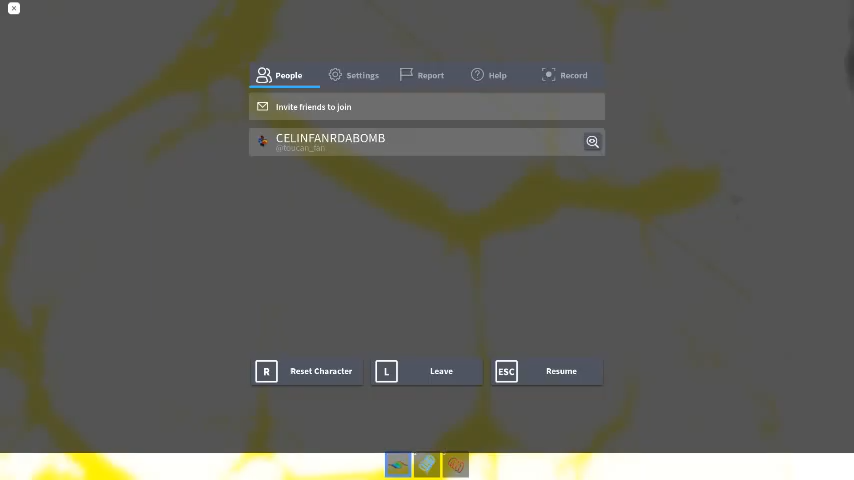 People
Settings
Report
Help
Record
Invite friends to join
CELINFANRDABOMB
@toucan_fan
R
Reset Character
L
Leave
ESC
Resume